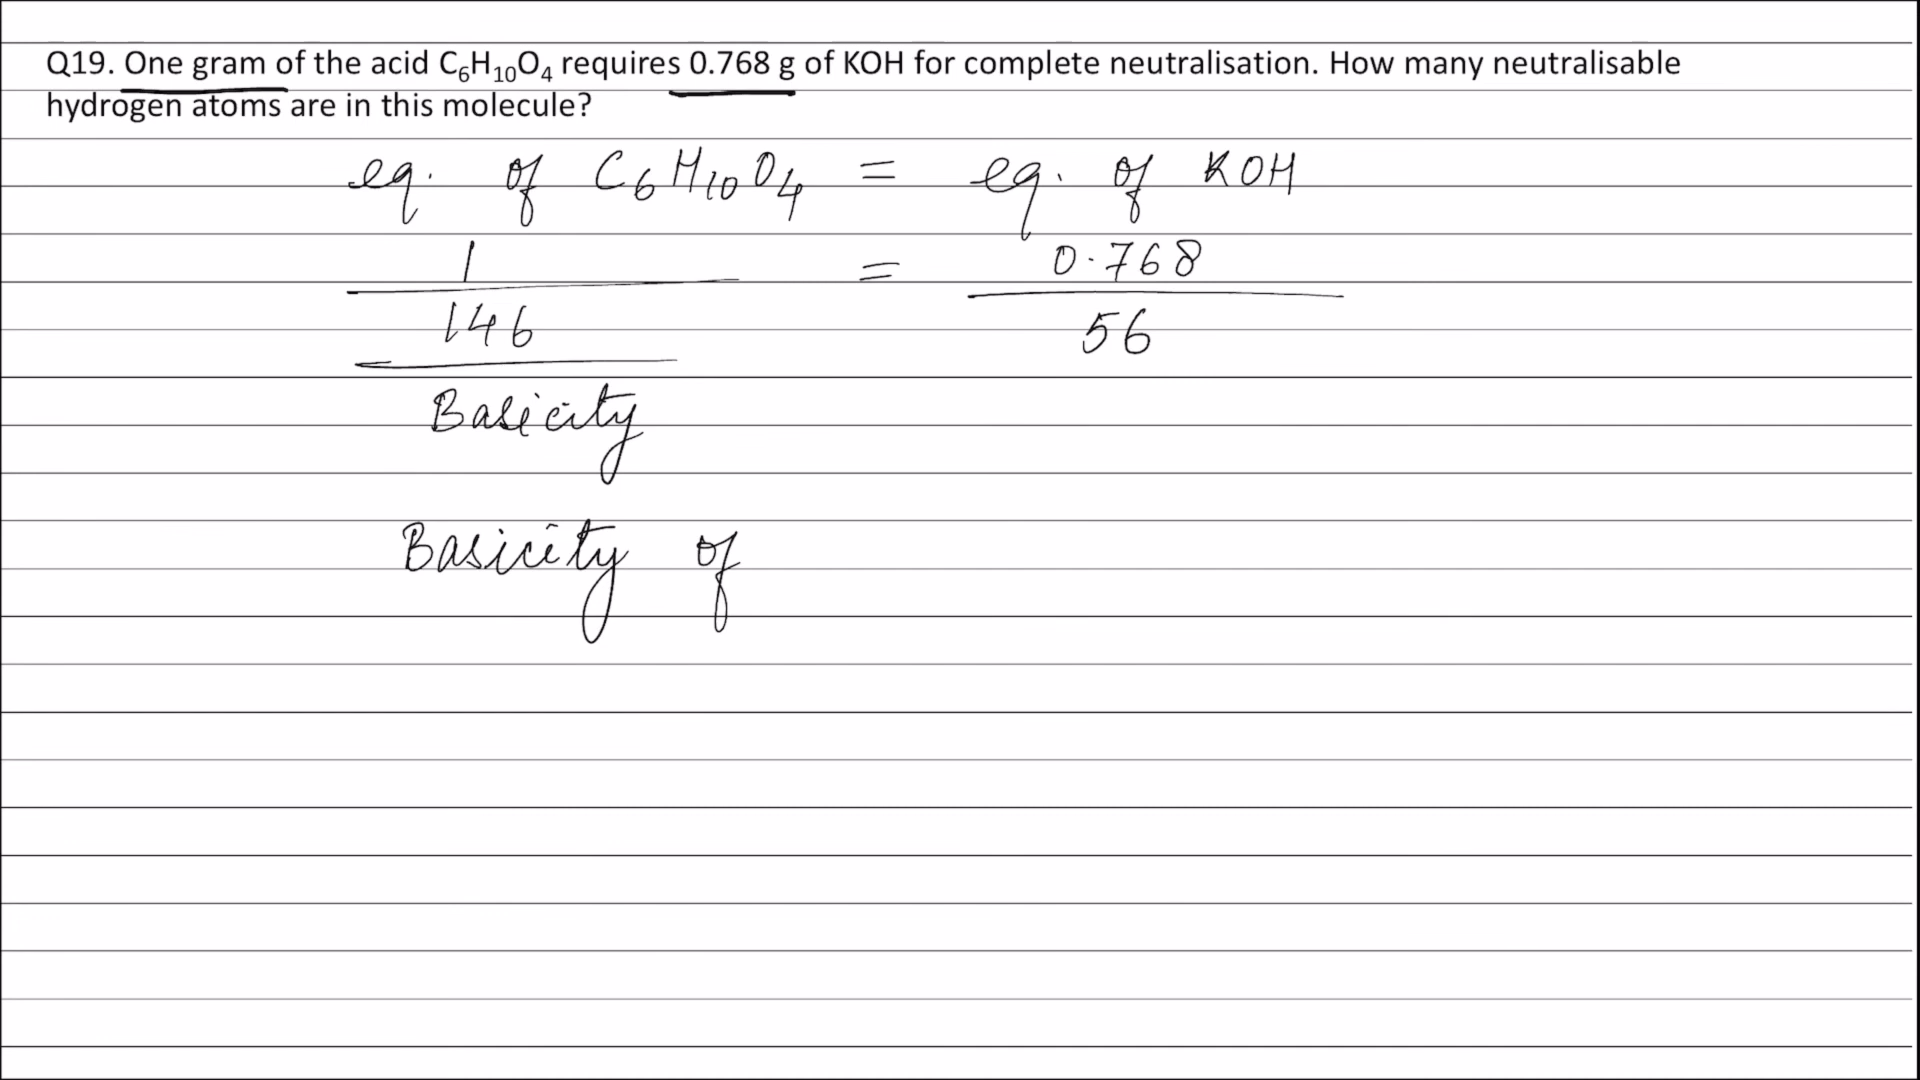 Q19. One gram of the acid C₆H₁₀O₄ requires 0.768 g of KOH for complete neutralisation. How many neutralisable
hydrogen atoms are in this molecule?
eq. of C₆H₁₀O₄ = eq. of KOH
1 = 0.768
146 56
Basicity
Basicity of